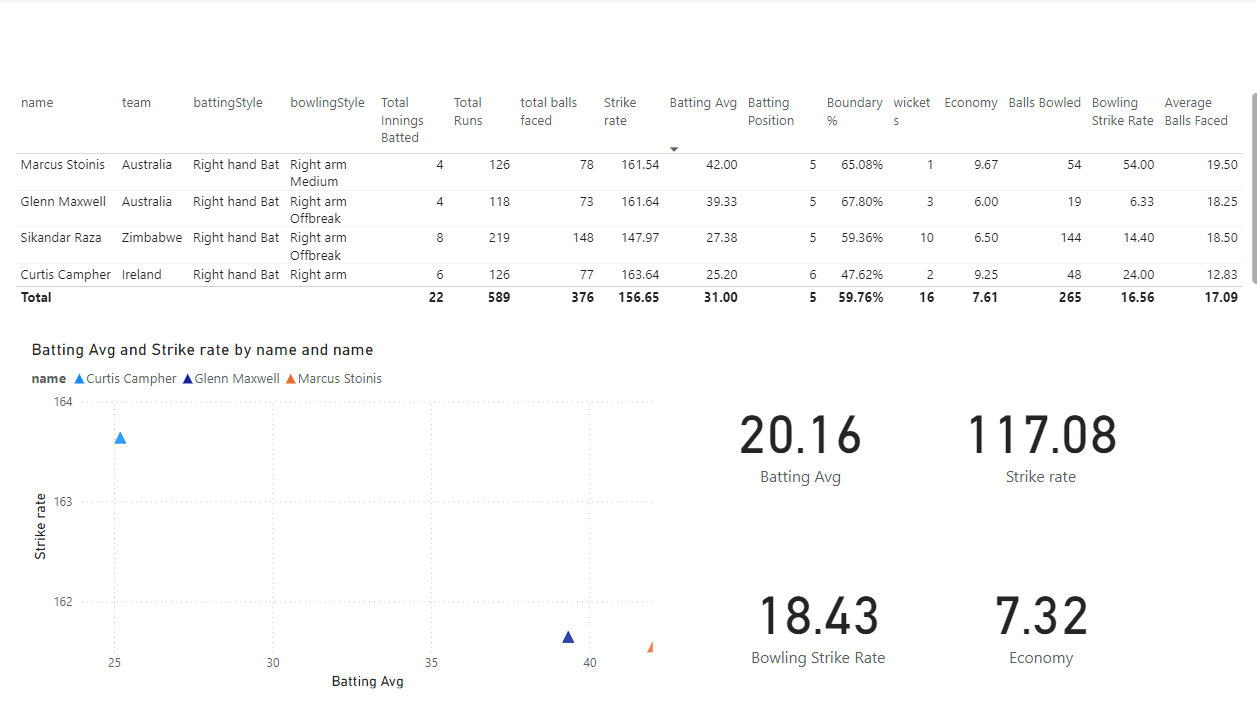 name team battingStyle bowlingStyle Total Innings Batted Total Runs total balls faced Strike rate Batting Avg Batting Position Boundary % wickets Economy Balls Bowled Bowling Strike Rate Average Balls Faced
Marcus Stoinis Australia Right hand Bat Right arm Medium 4 126 78 161.54 42.00 5 65.08% 1 9.67 54 54.00 19.50
Glenn Maxwell Australia Right hand Bat Right arm Offbreak 4 118 73 161.64 39.33 5 67.80% 3 6.00 19 6.33 18.25
Sikandar Raza Zimbabwe Right hand Bat Right arm Offbreak 8 219 148 147.97 27.38 5 59.36% 10 6.50 144 14.40 18.50
Curtis Campher Ireland Right hand Bat Right arm 6 126 77 163.64 25.20 6 47.62% 2 9.25 48 24.00 12.83
Total 22 589 376 156.65 31.00 5 59.76% 16 7.61 265 16.56 17.09
Batting Avg and Strike rate by name and name
name Curtis Campher Glenn Maxwell Marcus Stoinis
164
163
162
Strike rate
25 30 35 40
Batting Avg
20.16
Batting Avg
117.08
Strike rate
18.43
Bowling Strike Rate
7.32
Economy